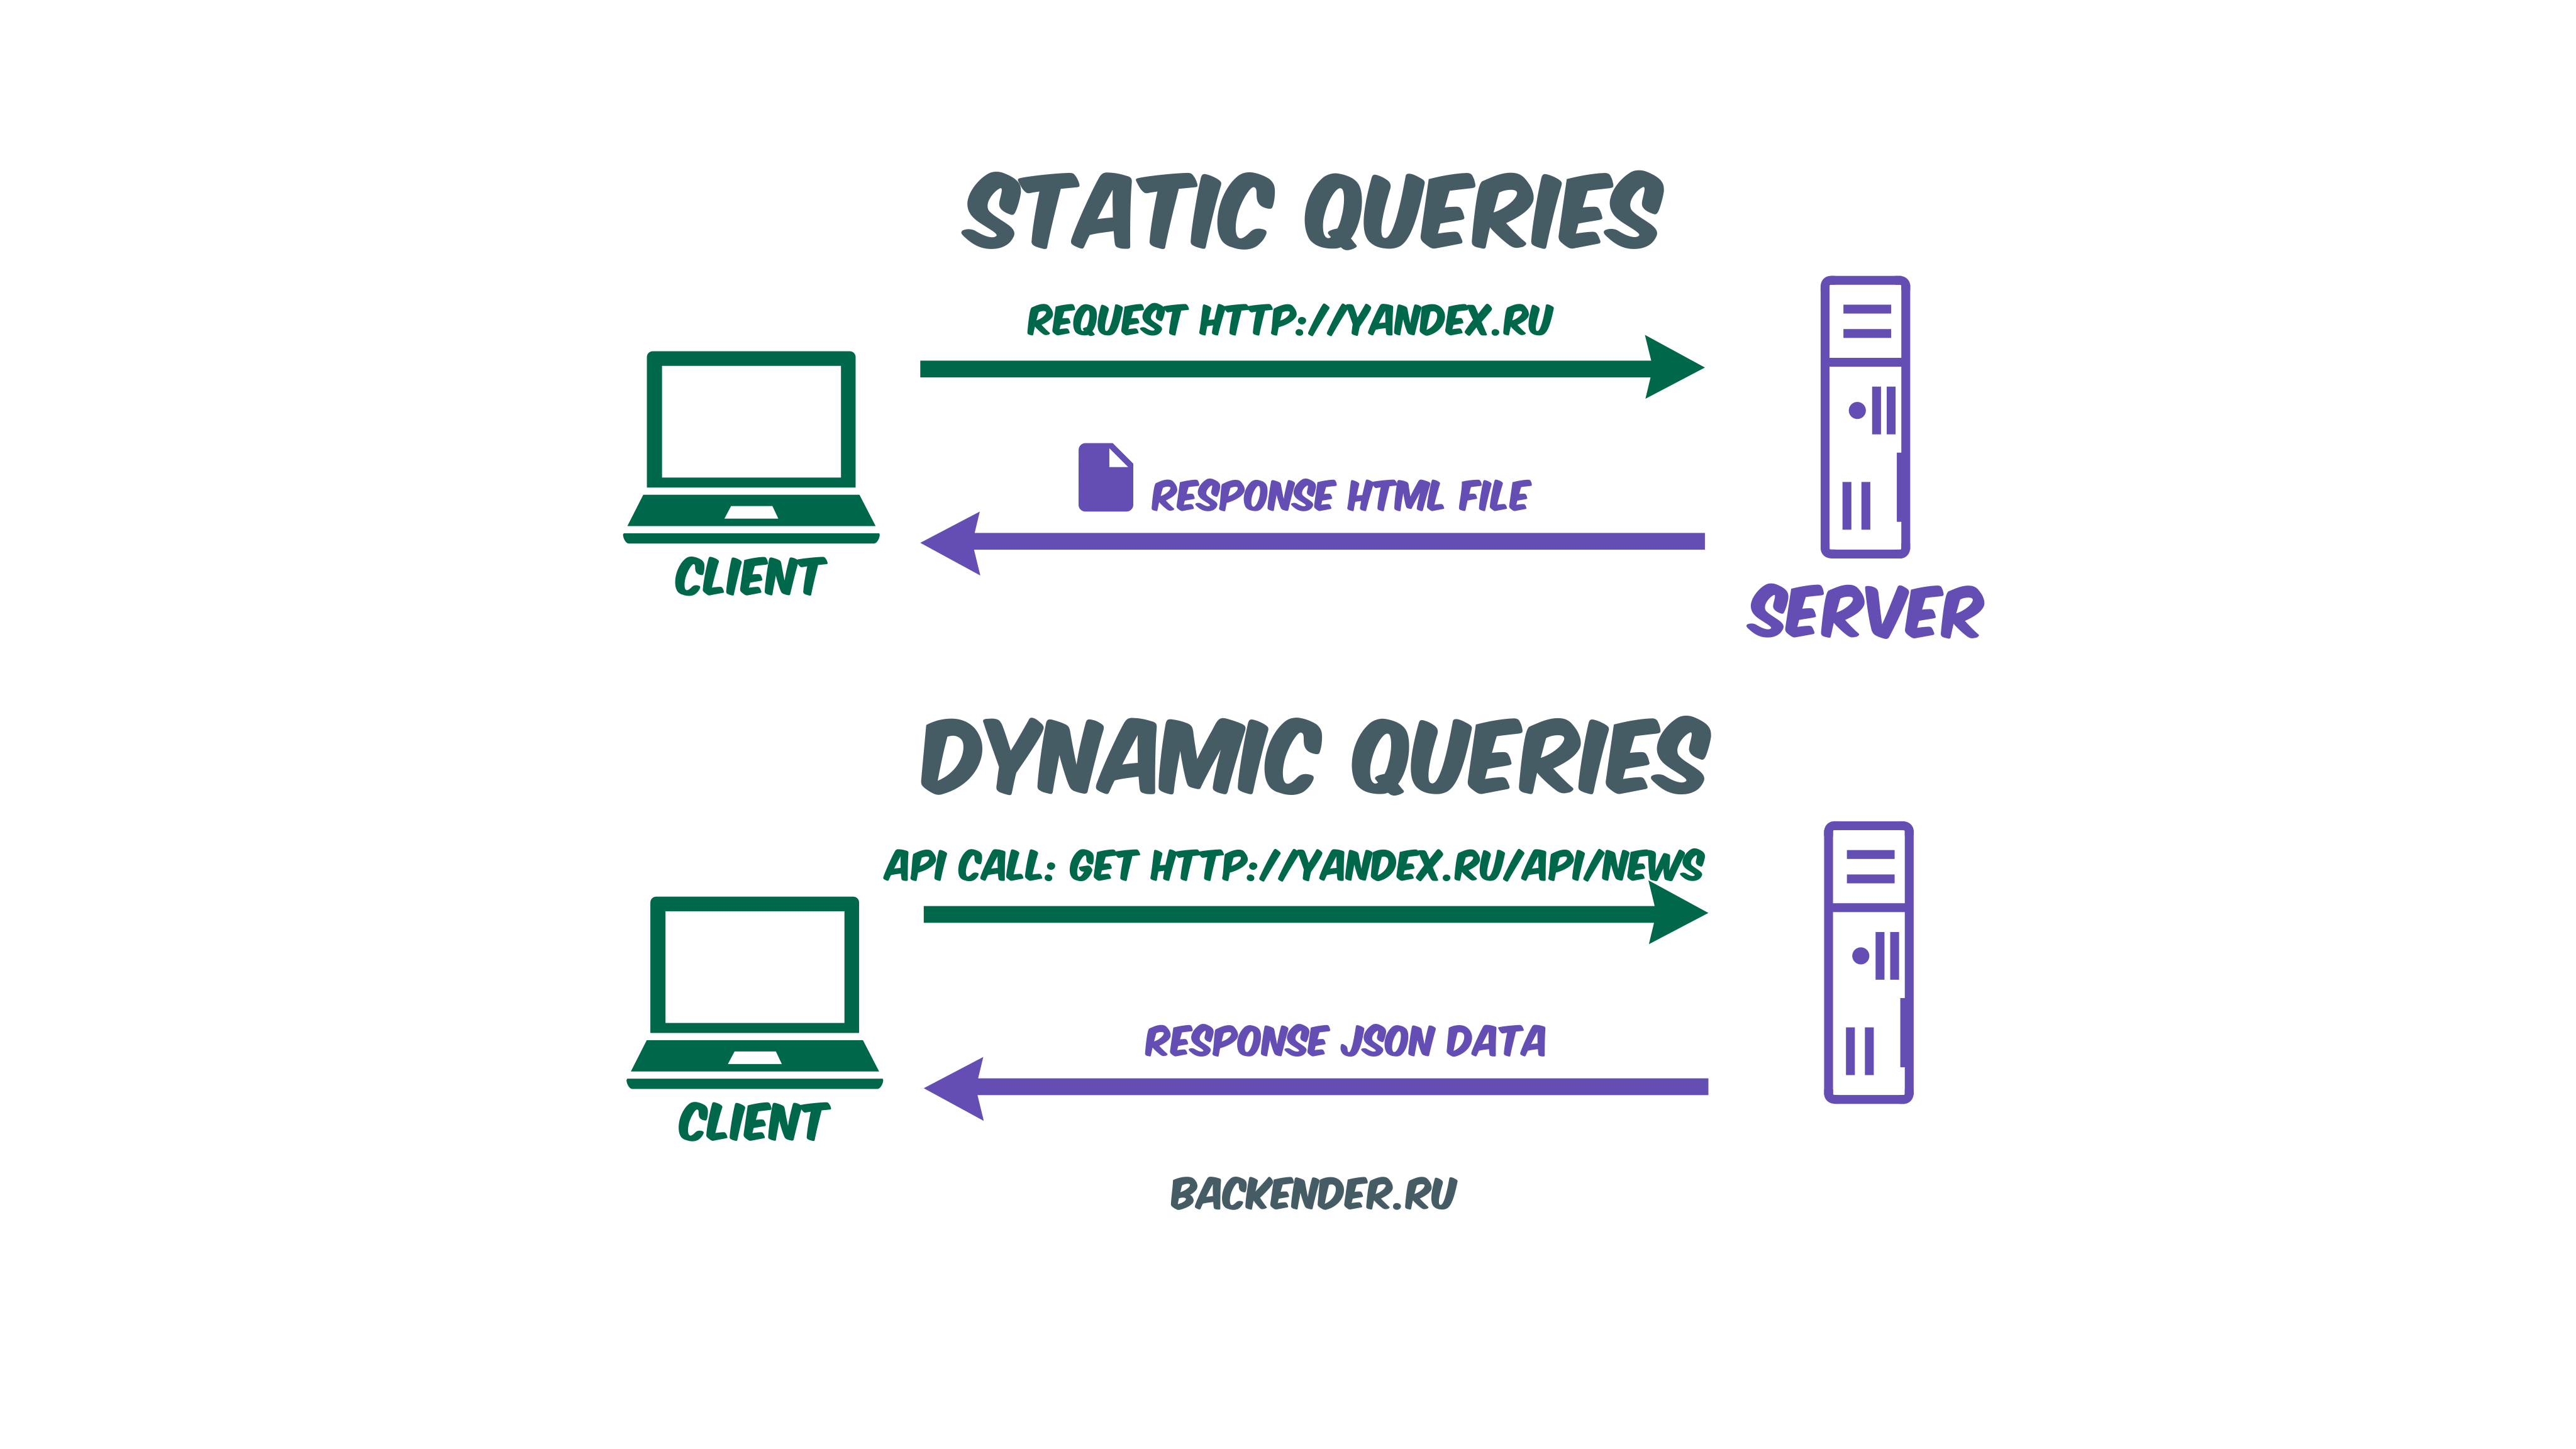 STATIC QUERIES
REQUEST HTTP://YANDEX.RU
RESPONSE HTML FILE
CLIENT
SERVER
DYNAMIC QUERIES
API CALL: GET HTTP://YANDEX.RU/API/NEWS
RESPONSE JSON DATA
CLIENT
BACKENDER.RU